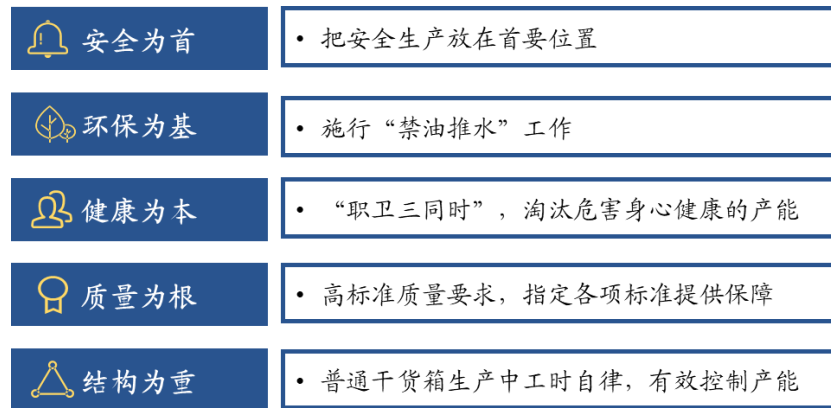 安全为首
• 把安全生产放在首要位置
环保为基
• 施行“禁油推水”工作
健康为本
• “职卫三同时”，淘汰危害身心健康的产能
质量为根
• 高标准质量要求，指定各项标准提供保障
结构为重
• 普通干货箱生产中工时自律，有效控制产能